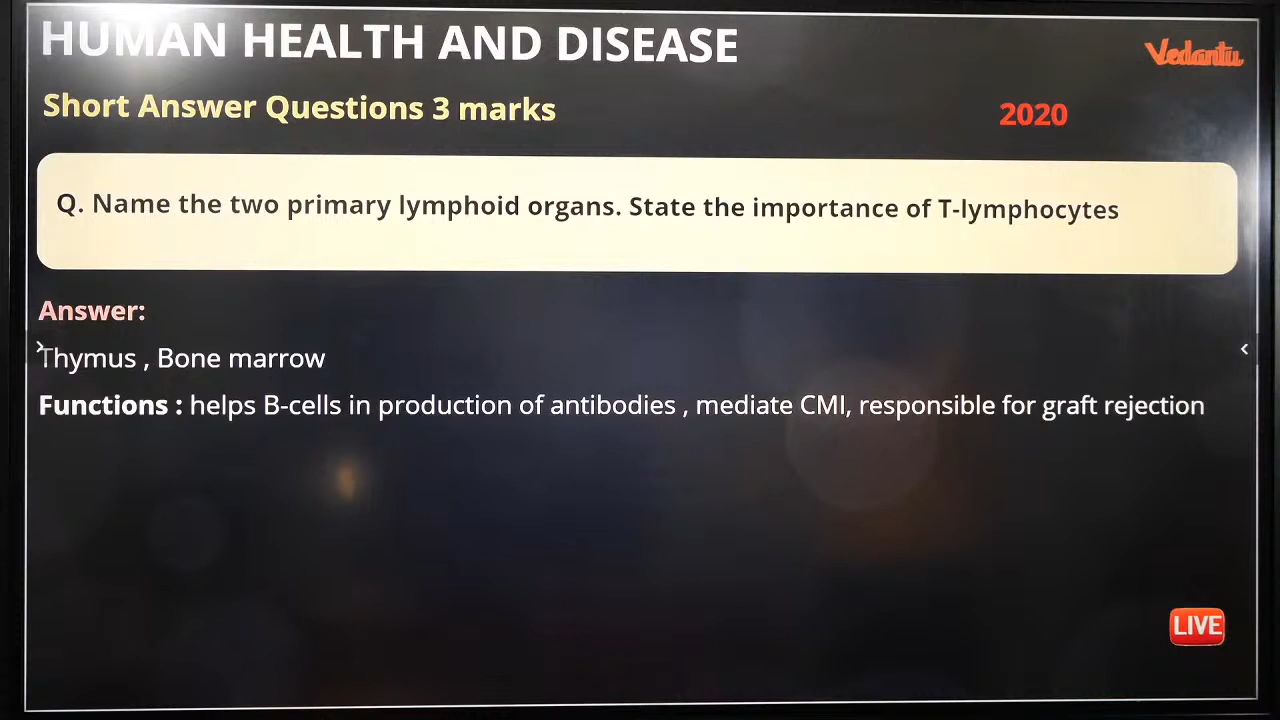 HUMAN HEALTH AND DISEASE
Vedantu
Short Answer Questions 3 marks
2020
Q. Name the two primary lymphoid organs. State the importance of T-lymphocytes
Answer:
Thymus , Bone marrow
Functions : helps B-cells in production of antibodies , mediate CMI, responsible for graft rejection
LIVE